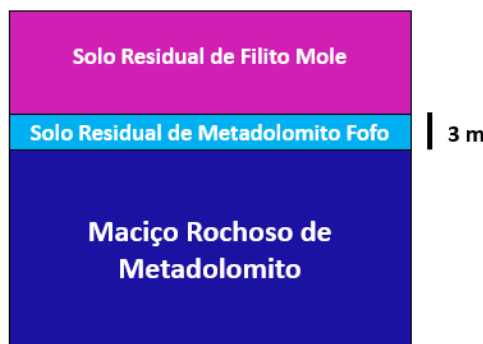 Solo Residual de Filito Mole
Solo Residual de Metadolomito Fofo
3 m
Maciço Rochoso de
Metadolomito